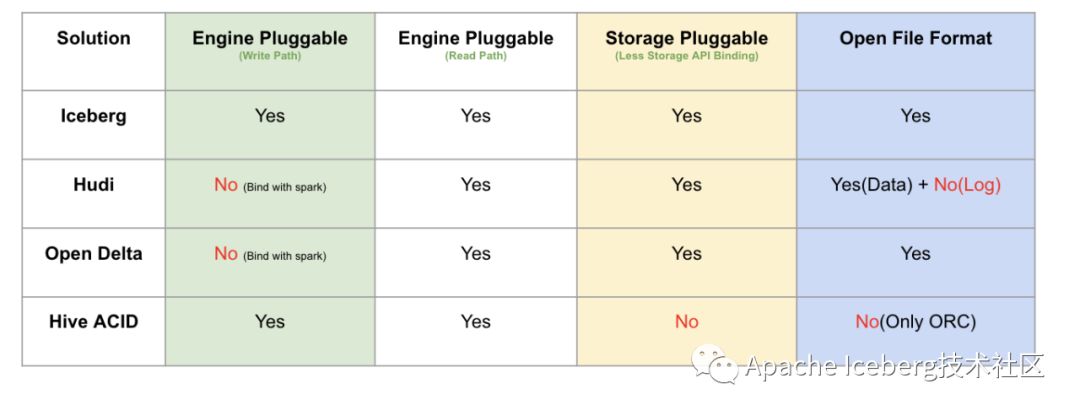 Solution Engine Pluggable Engine Pluggable Storage Pluggable Open File Format
(Write Path) (Read Path) (Less Storage API Binding)
Iceberg Yes Yes Yes Yes
Hudi No (Bind with spark) Yes Yes Yes(Data) + No(Log)
Open Delta No (Bind with spark) Yes Yes Yes
Hive ACID Yes Yes No No(Only ORC)
Apache Iceberg技术社区